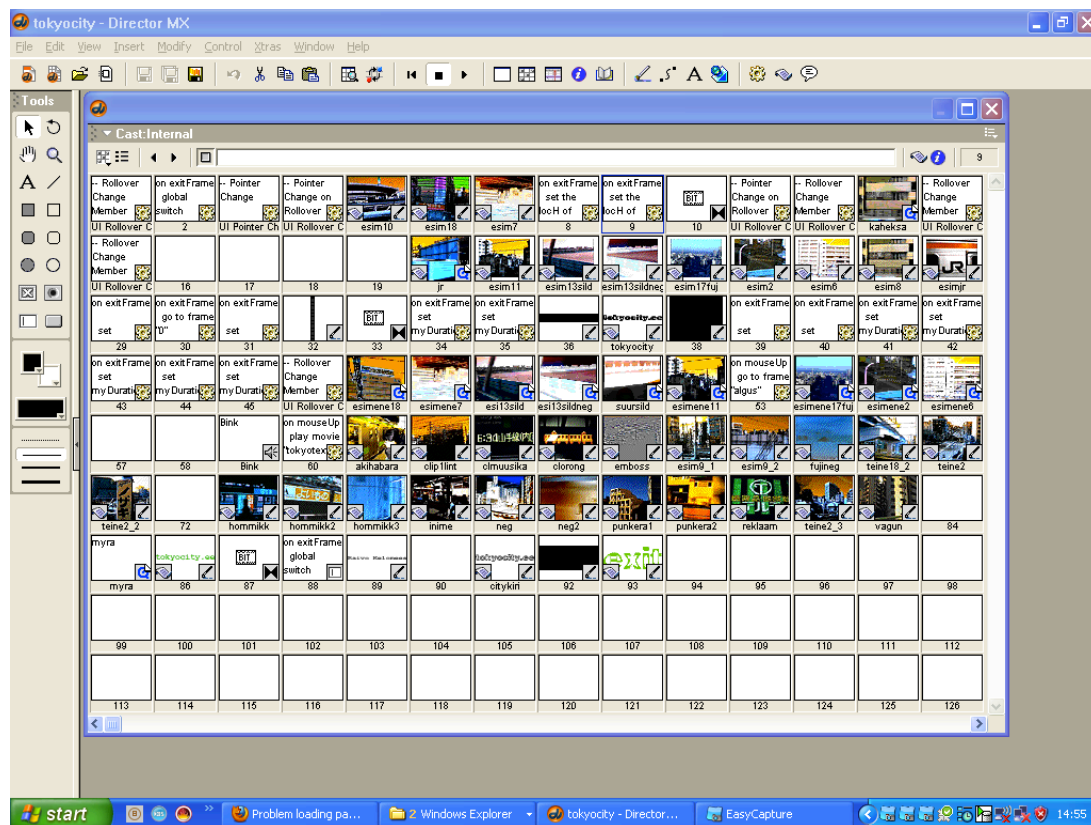 tokyocity - Director MX
File Edit View Insert Modify Control Xtras Window Help
Tools
Cast:Internal
9
-- Rollover Change Member
on exitFrame global switch
-- Pointer Change
-- Pointer Change on Rollover
on exitFrame set the locH of
on exitFrame set the locH of
BIT
-- Pointer Change on Rollover
-- Rollover Change Member
-- Rollover Change Member
UI Rollover C 2 UI Pointer Ch UI Rollover C esim10 esim18 esim7 8 9 10 UI Rollover C UI Rollover C kaheksa UI Rollover C
-- Rollover Change Member
JR
UI Rollover C 16 17 18 19 jr esim11 esim13sild esim13sildneg esim17fuj esim2 esim6 esim8 esimjr
on exitFrame set
on exitFrame go to frame "0"
on exitFrame set
BIT
on exitFrame set myDurati
on exitFrame set myDurati
tokyocity.ee
on exitFrame set
on exitFrame set
on exitFrame set myDurati
on exitFrame set myDurati
29 30 31 32 33 34 35 36 tokyocity 38 39 40 41 42
on exitFrame set myDurati
on exitFrame set myDurati
on exitFrame set myDurati
-- Rollover Change Member
on mouseUp go to frame "algus"
43 44 45 UI Rollover C esimene18 esimene7 esi13sild esi13sildneg suursild esimene11 53 esimene17fuj esimene2 esimene6
Bink
on mouseUp play movie "tokyotex
57 58 Bink 60 akihabara clip1lint clmuusika clorong emboss esim9_1 esim9_2 fujineg teine18_2 teine2
teine2_2 72 hommikk hommikk2 hommikk3 inime neg neg2 punkera1 punkera2 reklaam teine2_3 vagun 84
myra
tokyocity.ee
BIT
on exitFrame global switch
tokyocity.ee
exit
myra 86 87 88 89 90 citykiri 92 93 94 95 96 97 98
99 100 101 102 103 104 105 106 107 108 109 110 111 112
113 114 115 116 117 118 119 120 121 122 123 124 125 126
start
Problem loading pa...
2 Windows Explorer
tokyocity - Director...
EasyCapture
14:55